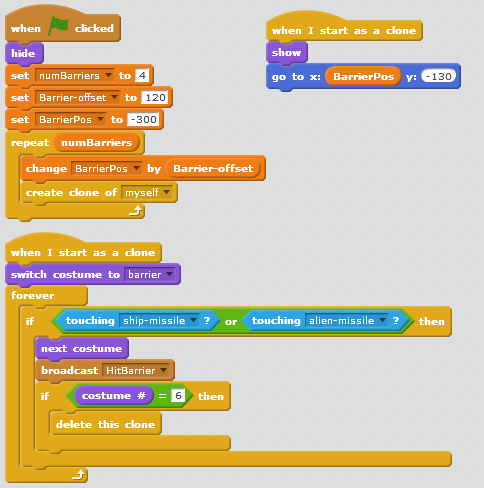 when clicked
hide
set numBarriers to 4
set Barrier-offset to 120
set BarrierPos to -300
repeat numBarriers
change BarrierPos by Barrier-offset
create clone of myself
when I start as a clone
show
go to x: BarrierPos y: -130
when I start as a clone
switch costume to barrier
forever
if touching ship-missile ? or touching alien-missile ? then
next costume
broadcast HitBarrier
if costume # = 6 then
delete this clone